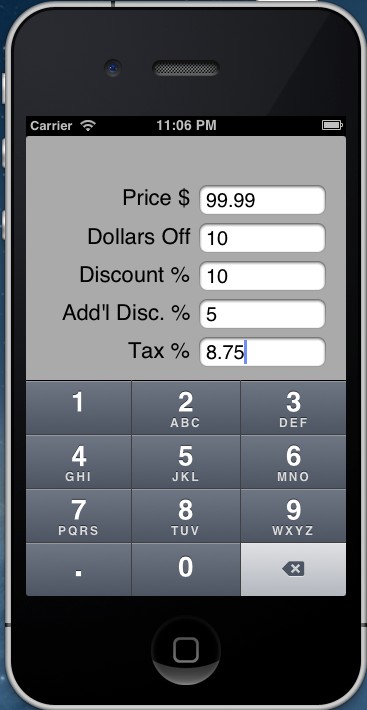 Carrier 11:06 PM
Price $ 99.99
Dollars Off 10
Discount % 10
Add'l Disc. % 5
Tax % 8.75
1 2 3
ABC DEF
4 5 6
GHI JKL MNO
7 8 9
PQRS TUV WXYZ
. 0